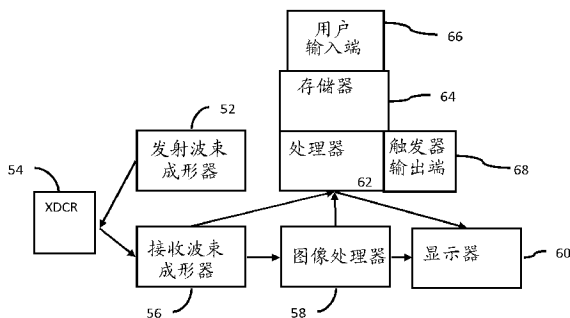 用户
输入端
66
存储器
64
52
发射波束
成形器
处理器
62
触发器
输出端
68
54
XDCR
接收波束
成形器
56
图像处理器
58
显示器
60